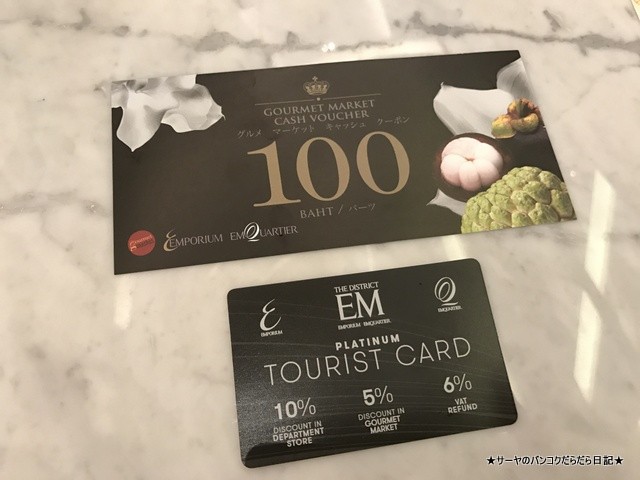 GOURMET MARKET
CASH VOUCHER
グルメ マーケット キャッシュ クーポン
100
BAHT / バーツ
EMPORIUM EMQUARTIER
THE DISTRICT
EM
EMPORIUM EMQUARTIER
E
EMPORIUM
Q
EMQUARTIER
PLATINUM
TOURIST CARD
10%
DISCOUNT IN
DEPARTMENT
STORE
5%
DISCOUNT IN
GOURMET
MARKET
6%
VAT
REFUND
★サーヤのバンコクだらだら日記★